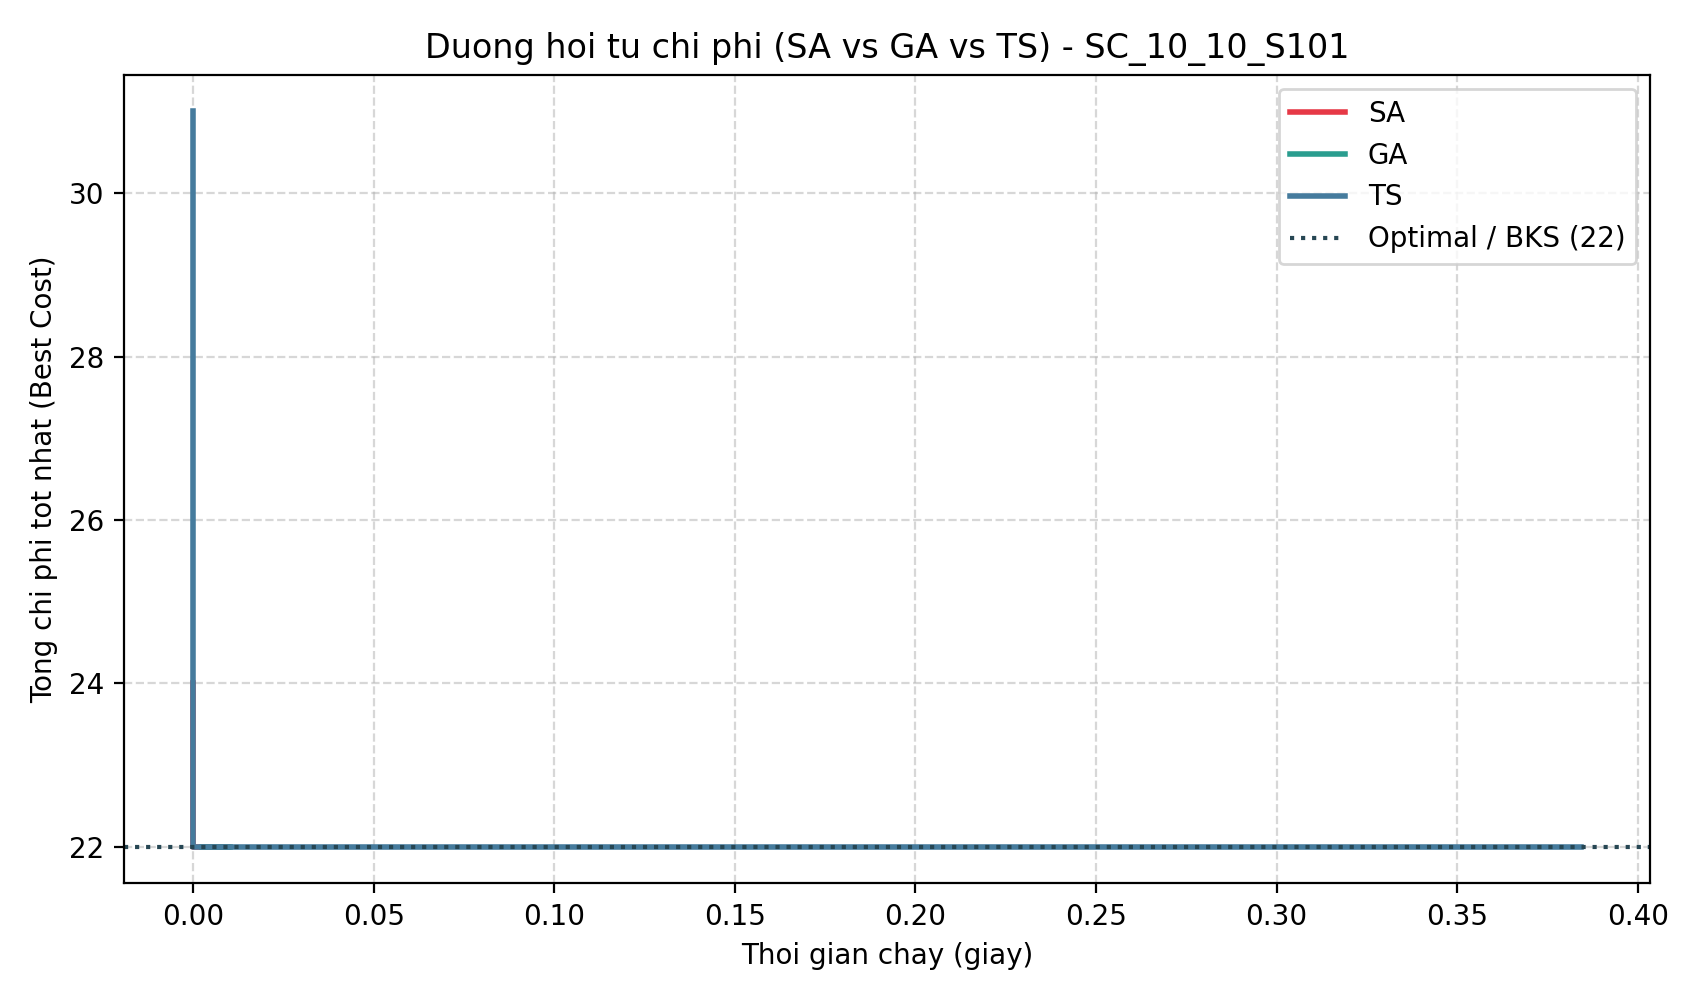 Duong hoi tu chi phi (SA vs GA vs TS) - SC_10_10_S101
SA
GA
TS
Optimal / BKS (22)
Tong chi phi tot nhat (Best Cost)
30
28
26
24
22
0.00 0.05 0.10 0.15 0.20 0.25 0.30 0.35 0.40
Thoi gian chay (giay)